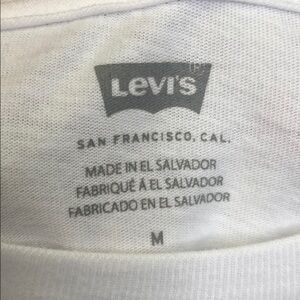 Levi's
SAN FRANCISCO, CAL.
MADE IN EL SALVADOR
FABRIQUÉ À EL SALVADOR
FABRICADO EN EL SALVADOR
M